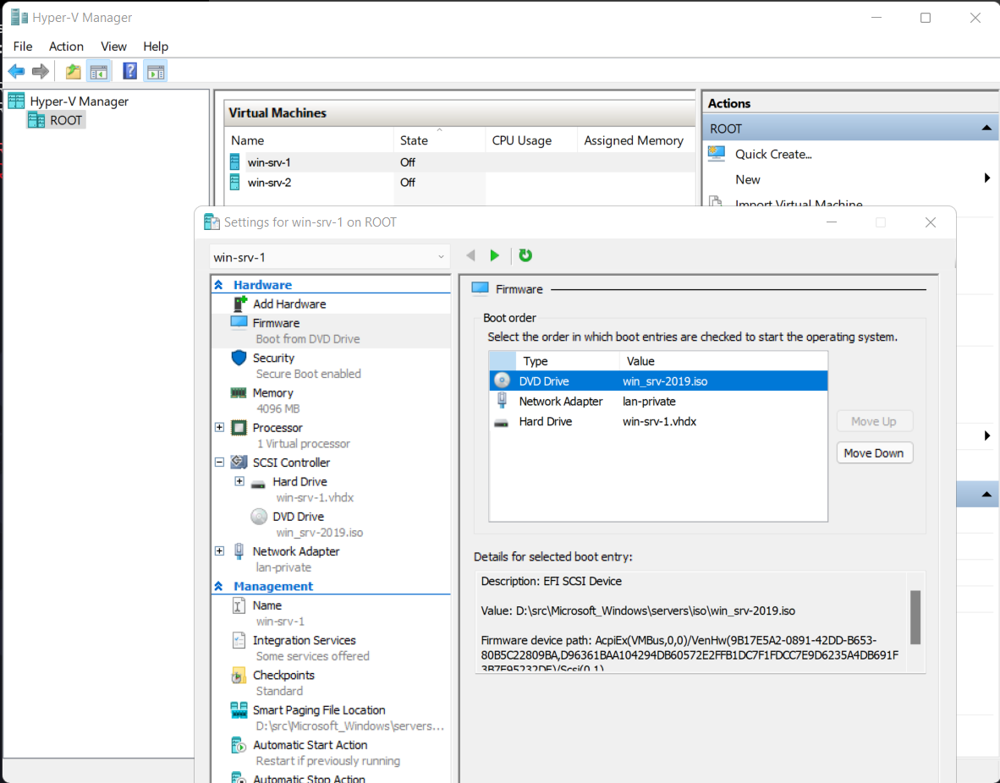 Hyper-V Manager
File Action View Help
Hyper-V Manager
ROOT
Virtual Machines
Name State CPU Usage Assigned Memory
win-srv-1 Off
win-srv-2 Off
Actions
ROOT
Quick Create...
New
Import Virtual Machine
Settings for win-srv-1 on ROOT
win-srv-1
Hardware
Add Hardware
Firmware
Boot from DVD Drive
Security
Secure Boot enabled
Memory
4096 MB
Processor
1 Virtual processor
SCSI Controller
Hard Drive
win-srv-1.vhdx
DVD Drive
win_srv-2019.iso
Network Adapter
lan-private
Management
Name
win-srv-1
Integration Services
Some services offered
Checkpoints
Standard
Smart Paging File Location
D:\src\Microsoft_Windows\servers...
Automatic Start Action
Restart if previously running
Automatic Stop Action
Firmware
Boot order
Select the order in which boot entries are checked to start the operating system.
Type Value
DVD Drive win_srv-2019.iso
Network Adapter lan-private
Hard Drive win-srv-1.vhdx
Move Up
Move Down
Details for selected boot entry:
Description: EFI SCSI Device
Value: D:\src\Microsoft_Windows\servers\iso\win_srv-2019.iso
Firmware device path: AcpiEx(VMBus,0,0)/VenHw(9B17E5A2-0891-42DD-B653-
80B5C22809BA,D96361BAA104294DB60572E2FFB1DC7F1FDCC7E9D6235A4DB691F
3B7F95232DE)/Scsi(0,1)